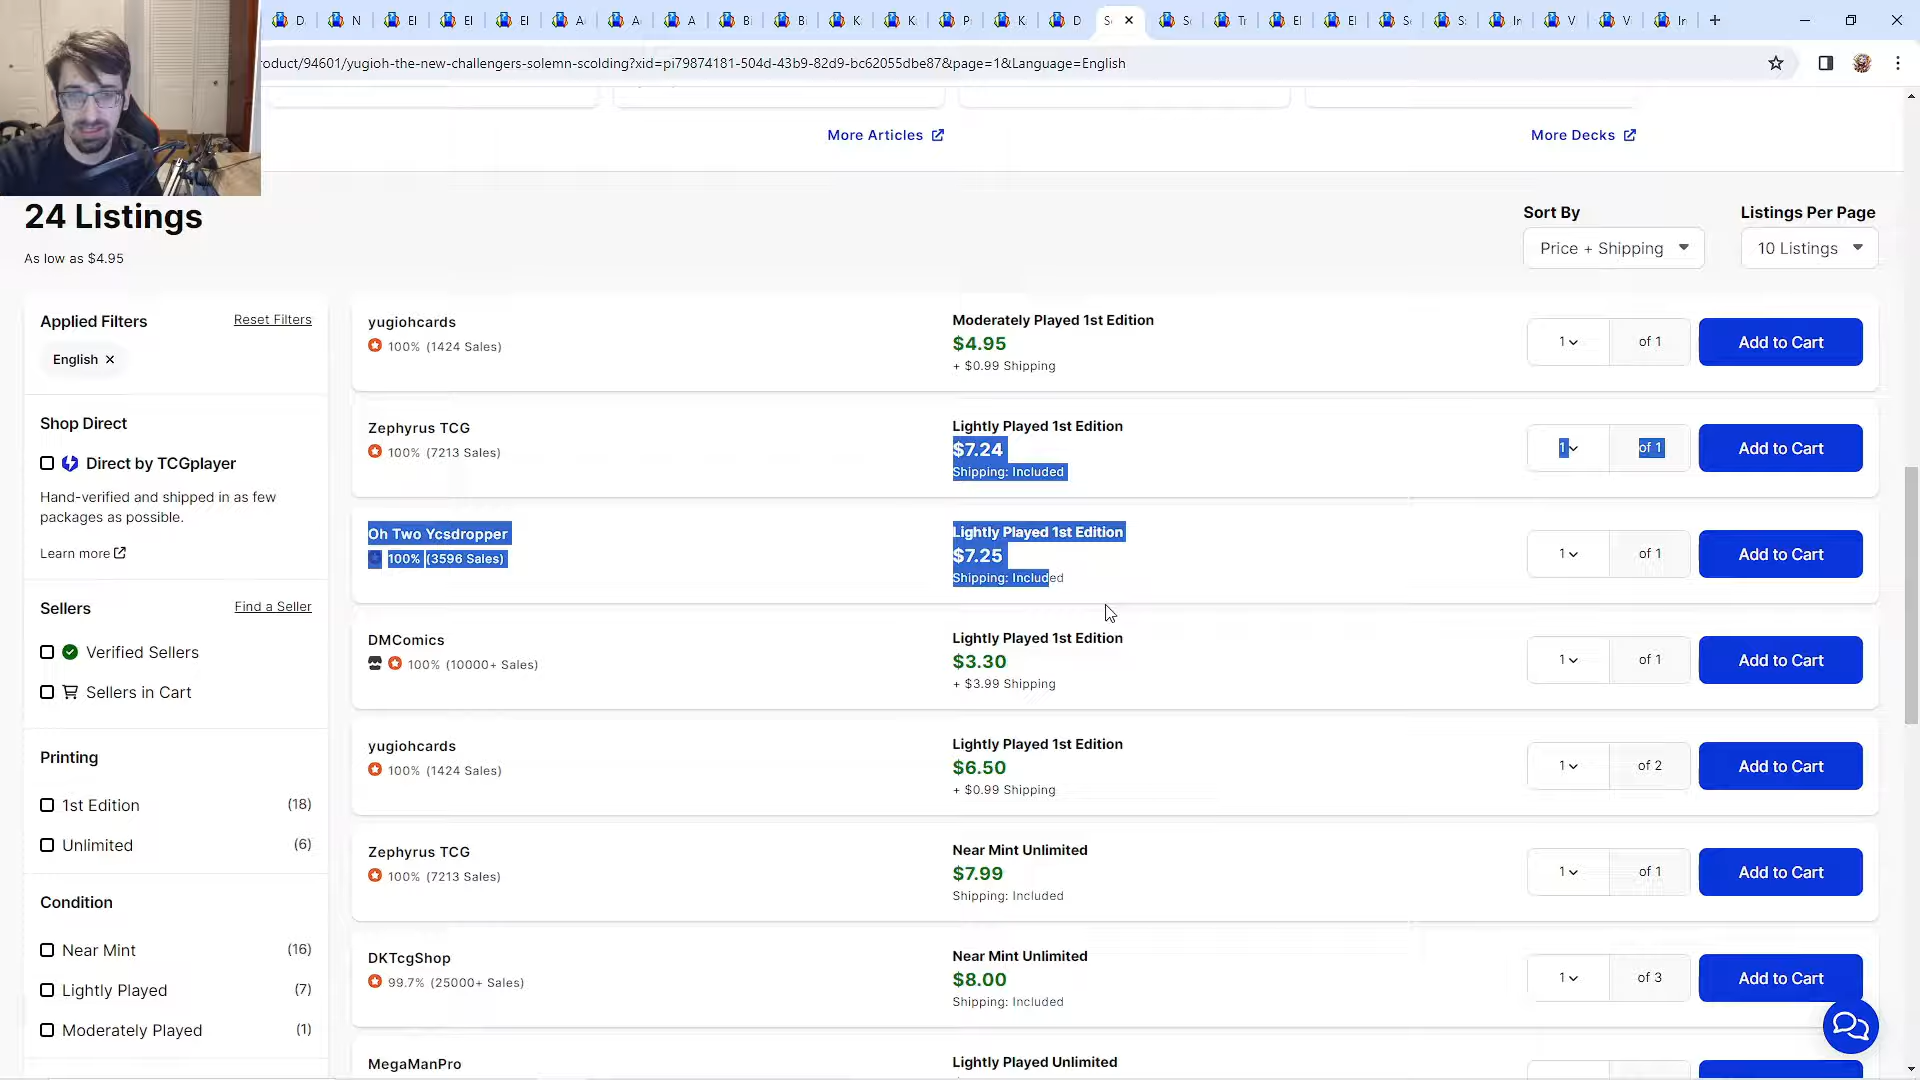 D
N
El
El
El
A
A
A
Bi
Bi
K
K
P
K
D
S
S
Tr
El
El
S
S
In
V
V
In
oduct/94601/yugioh-the-new-challengers-solemn-scolding?xid=pi79874181-504d-43b9-82d9-bc62055dbe87&page=1&Language=English
More Articles
More Decks
24 Listings
As low as $4.95
Sort By
Price + Shipping
Listings Per Page
10 Listings
Applied Filters
Reset Filters
English
Shop Direct
Direct by TCGplayer
Hand-verified and shipped in as few
packages as possible.
Learn more
Sellers
Find a Seller
Verified Sellers
Sellers in Cart
Printing
1st Edition (18)
Unlimited (6)
Condition
Near Mint (16)
Lightly Played (7)
Moderately Played (1)
yugiohcards
100% (1424 Sales)
Moderately Played 1st Edition
$4.95
+ $0.99 Shipping
1 of 1
Add to Cart
Zephyrus TCG
100% (7213 Sales)
Lightly Played 1st Edition
$7.24
Shipping: Included
1 of 1
Add to Cart
Oh Two Ycsdropper
100% (3596 Sales)
Lightly Played 1st Edition
$7.25
Shipping: Included
1 of 1
Add to Cart
DMComics
100% (10000+ Sales)
Lightly Played 1st Edition
$3.30
+ $3.99 Shipping
1 of 1
Add to Cart
yugiohcards
100% (1424 Sales)
Lightly Played 1st Edition
$6.50
+ $0.99 Shipping
1 of 2
Add to Cart
Zephyrus TCG
100% (7213 Sales)
Near Mint Unlimited
$7.99
Shipping: Included
1 of 1
Add to Cart
DKTcgShop
99.7% (25000+ Sales)
Near Mint Unlimited
$8.00
Shipping: Included
1 of 3
Add to Cart
MegaManPro
Lightly Played Unlimited